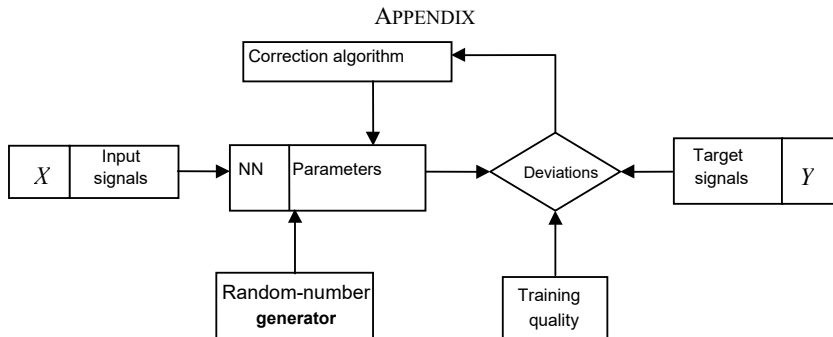 APPENDIX
Correction algorithm
X
Input
signals
NN
Parameters
Deviations
Target
signals
Y
Random-number
generator
Training
quality